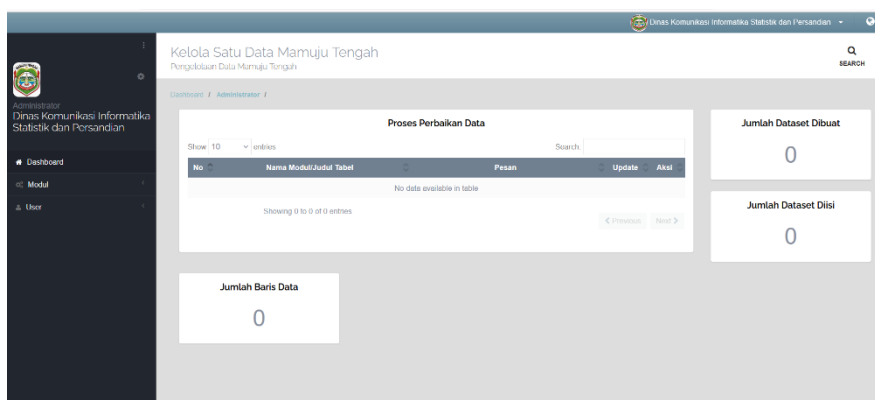 Dinas Komunikasi Informatika Statistik dan Persandian
Administrator
Dinas Komunikasi Informatika
Statistik dan Persandian
Dashboard
Modul
User
Kelola Satu Data Mamuju Tengah
Pengelolaan Data Mamuju Tengah
SEARCH
Dashboard / Administrator /
Proses Perbaikan Data
Show 10 entries
Search:
No Nama Modul/Judul Tabel Pesan Update Aksi
No data available in table
Showing 0 to 0 of 0 entries
Previous Next
Jumlah Dataset Dibuat
0
Jumlah Dataset Diisi
0
Jumlah Baris Data
0